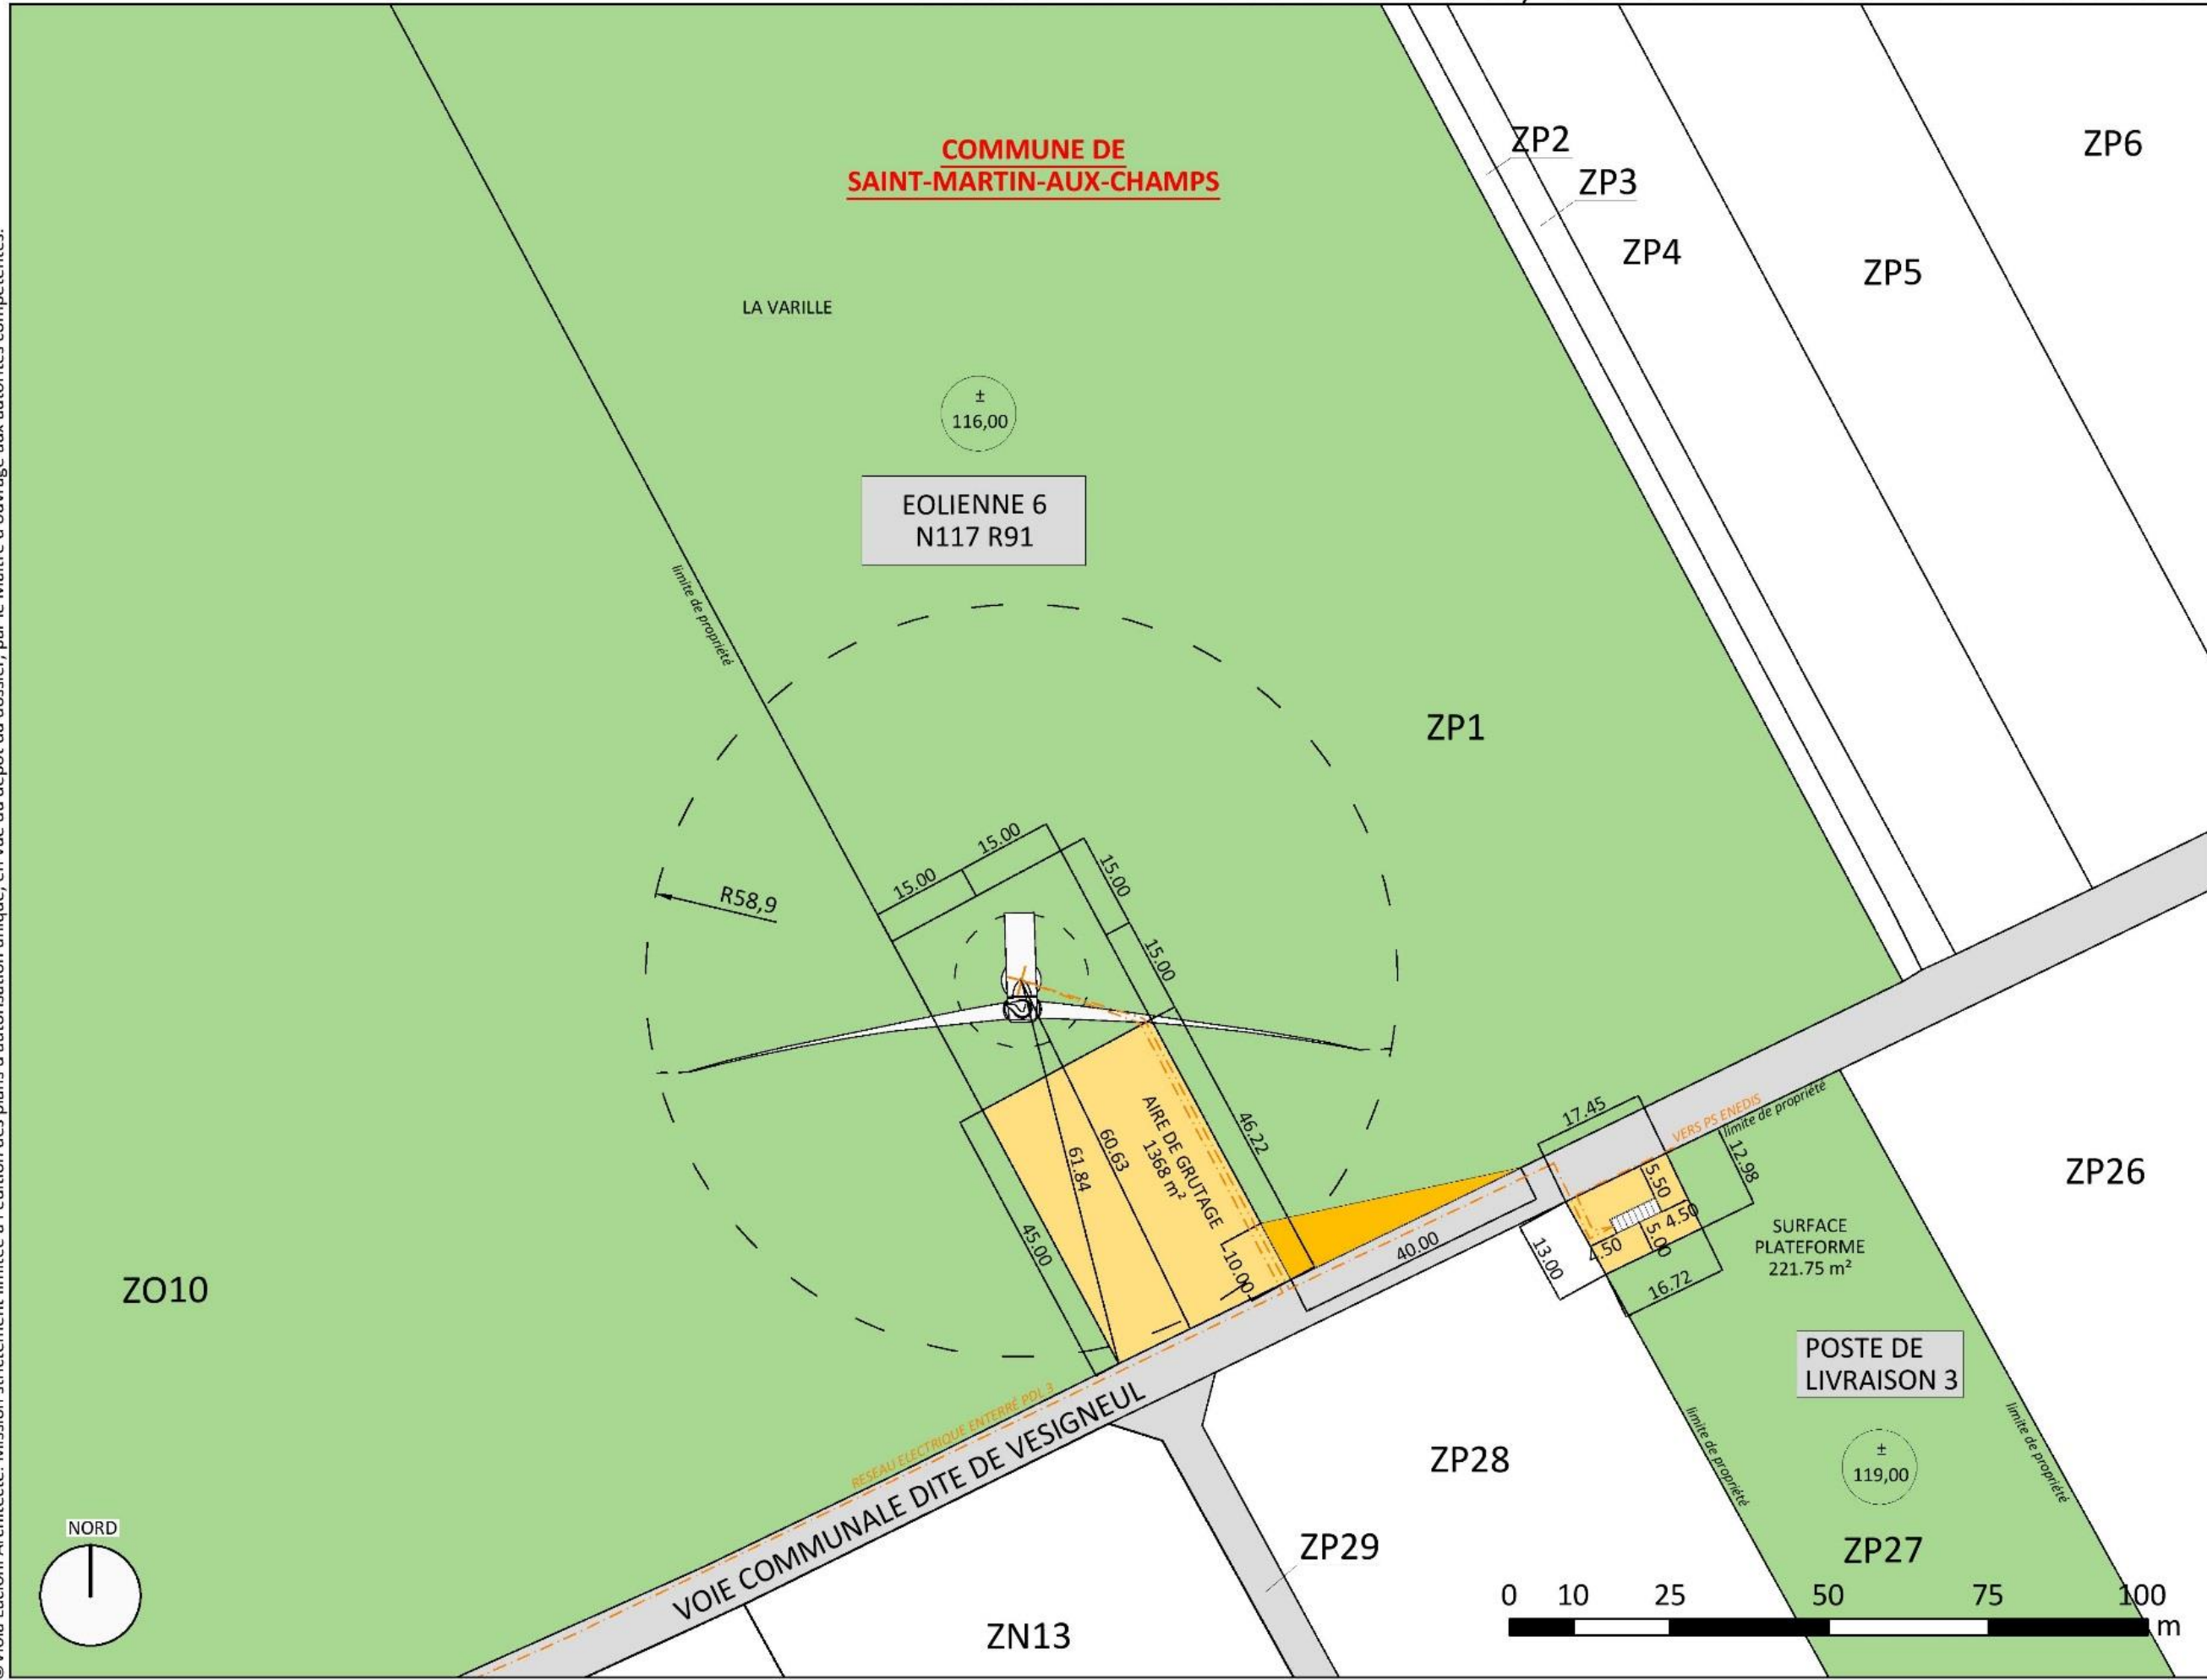 COMMUNE DE
SAINT-MARTIN-AUX-CHAMPS
ZP2
ZP3
ZP4
ZP5
ZP6
LA VARILLE
±
116,00
EOLIENNE 6
N117 R91
limite de propriété
ZP1
15.00
15.00
15.00
15.00
R58,9
46.22
AIRE DE GRUTAGE
1368 m²
60.63
61.84
45.00
10.00
40.00
17.45
VERS PS ENEDIS
limite de propriété
12.98
5.50
4.50
5.00
4.50
13.00
16.72
SURFACE
PLATEFORME
221.75 m²
ZP26
ZO10
POSTE DE
LIVRAISON 3
limite de propriété
limite de propriété
±
119,00
RESEAU ELECTRIQUE ENTERRÉ PDL 3
VOIE COMMUNALE DITE DE VESIGNEUL
ZP28
ZP29
ZP27
ZN13
NORD
0 10 25 50 75 100
m